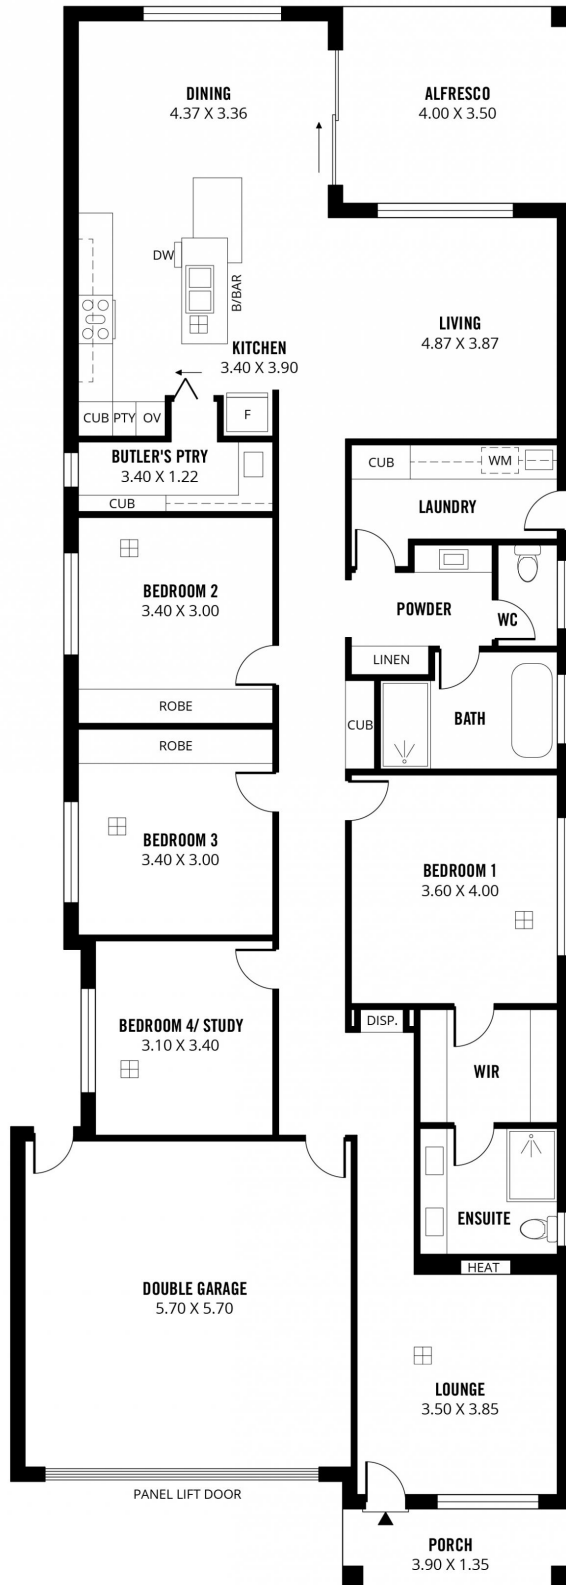 DINING
4.37 X 3.36
ALFRESCO
4.00 X 3.50
DW
B/BAR
KITCHEN
3.40 X 3.90
LIVING
4.87 X 3.87
CUB
PTY
OV
F
BUTLER'S PTRY
3.40 X 1.22
CUB
CUB
WM
LAUNDRY
BEDROOM 2
3.40 X 3.00
POWDER
WC
LINEN
ROBE
CUB
BATH
ROBE
BEDROOM 3
3.40 X 3.00
BEDROOM 1
3.60 X 4.00
BEDROOM 4/ STUDY
3.10 X 3.40
DISP.
WIR
ENSUITE
HEAT
DOUBLE GARAGE
5.70 X 5.70
LOUNGE
3.50 X 3.85
PANEL LIFT DOOR
PORCH
3.90 X 1.35